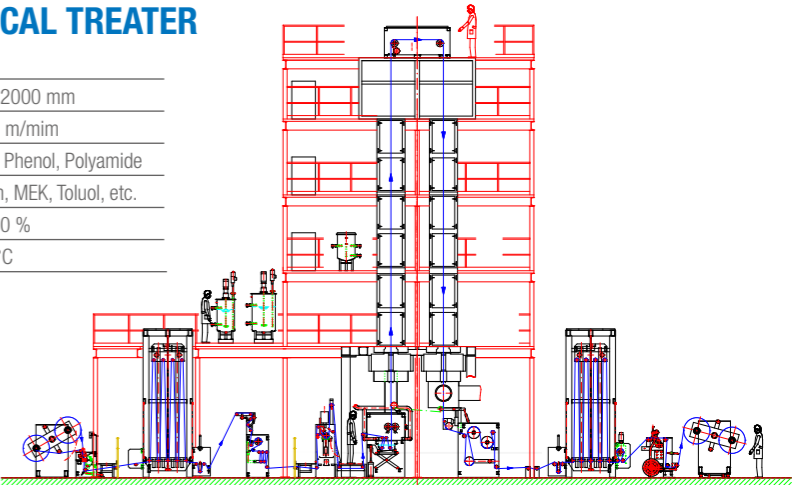 CAL TREATER
2000 mm
m/mim
Phenol, Polyamide
, MEK, Toluol, etc.
0 %
°C